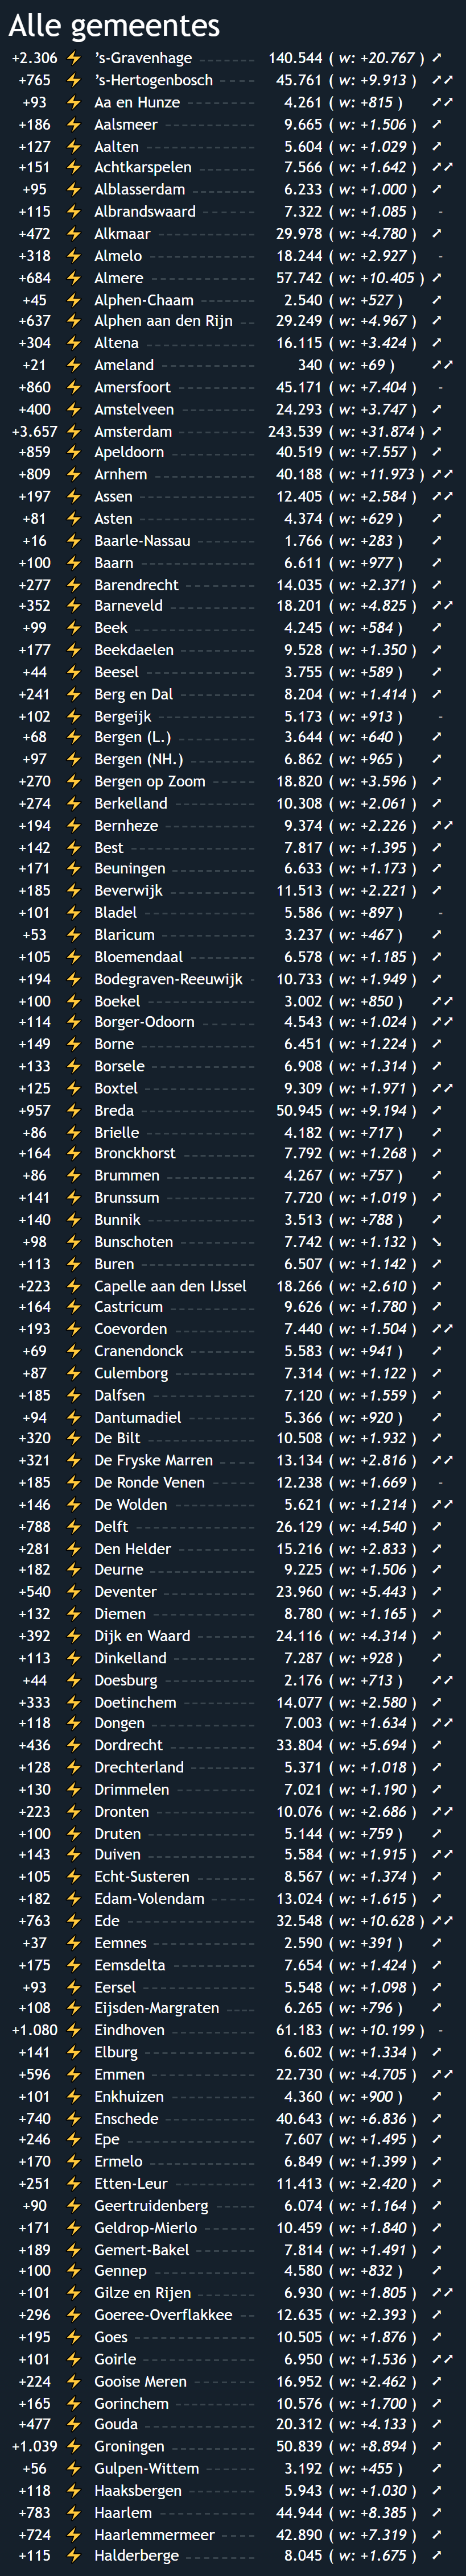 Alle gemeentes
+2.306 ⚡ ’s-Gravenhage 140.544 ( w: +20.767 ) ➚
+765 ⚡ ’s-Hertogenbosch 45.761 ( w: +9.913 ) ➚➚
+93 ⚡ Aa en Hunze 4.261 ( w: +815 ) ➚➚
+186 ⚡ Aalsmeer 9.665 ( w: +1.506 ) ➚
+127 ⚡ Aalten 5.604 ( w: +1.029 ) ➚
+151 ⚡ Achtkarspelen 7.566 ( w: +1.642 ) ➚➚
+95 ⚡ Alblasserdam 6.233 ( w: +1.000 ) ➚
+115 ⚡ Albrandswaard 7.322 ( w: +1.085 ) -
+472 ⚡ Alkmaar 29.978 ( w: +4.780 ) ➚
+318 ⚡ Almelo 18.244 ( w: +2.927 ) -
+684 ⚡ Almere 57.742 ( w: +10.405 ) ➚
+45 ⚡ Alphen-Chaam 2.540 ( w: +527 ) ➚
+637 ⚡ Alphen aan den Rijn 29.249 ( w: +4.967 ) ➚
+304 ⚡ Altena 16.115 ( w: +3.424 ) ➚
+21 ⚡ Ameland 340 ( w: +69 ) ➚➚
+860 ⚡ Amersfoort 45.171 ( w: +7.404 ) -
+400 ⚡ Amstelveen 24.293 ( w: +3.747 ) ➚
+3.657 ⚡ Amsterdam 243.539 ( w: +31.874 ) ➚
+859 ⚡ Apeldoorn 40.519 ( w: +7.557 ) ➚
+809 ⚡ Arnhem 40.188 ( w: +11.973 ) ➚➚
+197 ⚡ Assen 12.405 ( w: +2.584 ) ➚➚
+81 ⚡ Asten 4.374 ( w: +629 ) ➚
+16 ⚡ Baarle-Nassau 1.766 ( w: +283 ) ➚
+100 ⚡ Baarn 6.611 ( w: +977 ) ➚
+277 ⚡ Barendrecht 14.035 ( w: +2.371 ) ➚
+352 ⚡ Barneveld 18.201 ( w: +4.825 ) ➚➚
+99 ⚡ Beek 4.245 ( w: +584 ) ➚
+177 ⚡ Beekdaelen 9.528 ( w: +1.350 ) ➚
+44 ⚡ Beesel 3.755 ( w: +589 ) ➚
+241 ⚡ Berg en Dal 8.204 ( w: +1.414 ) ➚
+102 ⚡ Bergeijk 5.173 ( w: +913 ) -
+68 ⚡ Bergen (L.) 3.644 ( w: +640 ) ➚
+97 ⚡ Bergen (NH.) 6.862 ( w: +965 ) ➚
+270 ⚡ Bergen op Zoom 18.820 ( w: +3.596 ) ➚
+274 ⚡ Berkelland 10.308 ( w: +2.061 ) ➚
+194 ⚡ Bernheze 9.374 ( w: +2.226 ) ➚➚
+142 ⚡ Best 7.817 ( w: +1.395 ) ➚
+171 ⚡ Beuningen 6.633 ( w: +1.173 ) ➚
+185 ⚡ Beverwijk 11.513 ( w: +2.221 ) ➚
+101 ⚡ Bladel 5.586 ( w: +897 ) -
+53 ⚡ Blaricum 3.237 ( w: +467 ) ➚
+105 ⚡ Bloemendaal 6.578 ( w: +1.185 ) ➚
+194 ⚡ Bodegraven-Reeuwijk 10.733 ( w: +1.949 ) ➚
+100 ⚡ Boekel 3.002 ( w: +850 ) ➚➚
+114 ⚡ Borger-Odoorn 4.543 ( w: +1.024 ) ➚➚
+149 ⚡ Borne 6.451 ( w: +1.224 ) ➚
+133 ⚡ Borsele 6.908 ( w: +1.314 ) ➚
+125 ⚡ Boxtel 9.309 ( w: +1.971 ) ➚➚
+957 ⚡ Breda 50.945 ( w: +9.194 ) ➚
+86 ⚡ Brielle 4.182 ( w: +717 ) ➚
+164 ⚡ Bronckhorst 7.792 ( w: +1.268 ) ➚
+86 ⚡ Brummen 4.267 ( w: +757 ) ➚
+141 ⚡ Brunssum 7.720 ( w: +1.019 ) ➚
+140 ⚡ Bunnik 3.513 ( w: +788 ) ➚
+98 ⚡ Bunschoten 7.742 ( w: +1.132 ) ➘
+113 ⚡ Buren 6.507 ( w: +1.142 ) ➚
+223 ⚡ Capelle aan den IJssel 18.266 ( w: +2.610 ) ➚
+164 ⚡ Castricum 9.626 ( w: +1.780 ) ➚
+193 ⚡ Coevorden 7.440 ( w: +1.504 ) ➚➚
+69 ⚡ Cranendonck 5.583 ( w: +941 ) ➚
+87 ⚡ Culemborg 7.314 ( w: +1.122 ) ➚
+185 ⚡ Dalfsen 7.120 ( w: +1.559 ) ➚
+94 ⚡ Dantumadiel 5.366 ( w: +920 ) ➚
+320 ⚡ De Bilt 10.508 ( w: +1.932 ) ➚
+321 ⚡ De Fryske Marren 13.134 ( w: +2.816 ) ➚➚
+185 ⚡ De Ronde Venen 12.238 ( w: +1.669 ) -
+146 ⚡ De Wolden 5.621 ( w: +1.214 ) ➚➚
+788 ⚡ Delft 26.129 ( w: +4.540 ) ➚
+281 ⚡ Den Helder 15.216 ( w: +2.833 ) ➚
+182 ⚡ Deurne 9.225 ( w: +1.506 ) ➚
+540 ⚡ Deventer 23.960 ( w: +5.443 ) ➚
+132 ⚡ Diemen 8.780 ( w: +1.165 ) ➚
+392 ⚡ Dijk en Waard 24.116 ( w: +4.314 ) ➚
+113 ⚡ Dinkelland 7.287 ( w: +928 ) ➚
+44 ⚡ Doesburg 2.176 ( w: +713 ) ➚➚
+333 ⚡ Doetinchem 14.077 ( w: +2.580 ) ➚
+118 ⚡ Dongen 7.003 ( w: +1.634 ) ➚➚
+436 ⚡ Dordrecht 33.804 ( w: +5.694 ) ➚
+128 ⚡ Drechterland 5.371 ( w: +1.018 ) ➚
+130 ⚡ Drimmelen 7.021 ( w: +1.190 ) ➚
+223 ⚡ Dronten 10.076 ( w: +2.686 ) ➚➚
+100 ⚡ Druten 5.144 ( w: +759 ) ➚
+143 ⚡ Duiven 5.584 ( w: +1.915 ) ➚➚
+105 ⚡ Echt-Susteren 8.567 ( w: +1.374 ) ➚
+182 ⚡ Edam-Volendam 13.024 ( w: +1.615 ) ➚
+763 ⚡ Ede 32.548 ( w: +10.628 ) ➚➚
+37 ⚡ Eemnes 2.590 ( w: +391 ) ➚
+175 ⚡ Eemsdelta 7.654 ( w: +1.424 ) ➚
+93 ⚡ Eersel 5.548 ( w: +1.098 ) ➚
+108 ⚡ Eijsden-Margraten 6.265 ( w: +796 ) ➚
+1.080 ⚡ Eindhoven 61.183 ( w: +10.199 ) -
+141 ⚡ Elburg 6.602 ( w: +1.334 ) ➚
+596 ⚡ Emmen 22.730 ( w: +4.705 ) ➚➚
+101 ⚡ Enkhuizen 4.360 ( w: +900 ) ➚
+740 ⚡ Enschede 40.643 ( w: +6.836 ) ➚
+246 ⚡ Epe 7.607 ( w: +1.495 ) ➚
+170 ⚡ Ermelo 6.849 ( w: +1.399 ) ➚
+251 ⚡ Etten-Leur 11.413 ( w: +2.420 ) ➚
+90 ⚡ Geertruidenberg 6.074 ( w: +1.164 ) ➚
+171 ⚡ Geldrop-Mierlo 10.459 ( w: +1.840 ) ➚
+189 ⚡ Gemert-Bakel 7.814 ( w: +1.491 ) ➚
+100 ⚡ Gennep 4.580 ( w: +832 ) ➚
+101 ⚡ Gilze en Rijen 6.930 ( w: +1.805 ) ➚➚
+296 ⚡ Goeree-Overflakkee 12.635 ( w: +2.393 ) ➚
+195 ⚡ Goes 10.505 ( w: +1.876 ) ➚
+101 ⚡ Goirle 6.950 ( w: +1.536 ) ➚➚
+224 ⚡ Gooise Meren 16.952 ( w: +2.462 ) ➚
+165 ⚡ Gorinchem 10.576 ( w: +1.700 ) ➚
+477 ⚡ Gouda 20.312 ( w: +4.133 ) ➚
+1.039 ⚡ Groningen 50.839 ( w: +8.894 ) ➚
+56 ⚡ Gulpen-Wittem 3.192 ( w: +455 ) ➚
+118 ⚡ Haaksbergen 5.943 ( w: +1.030 ) ➚
+783 ⚡ Haarlem 44.944 ( w: +8.385 ) ➚
+724 ⚡ Haarlemmermeer 42.890 ( w: +7.319 ) ➚
+115 ⚡ Halderberge 8.045 ( w: +1.675 ) ➚